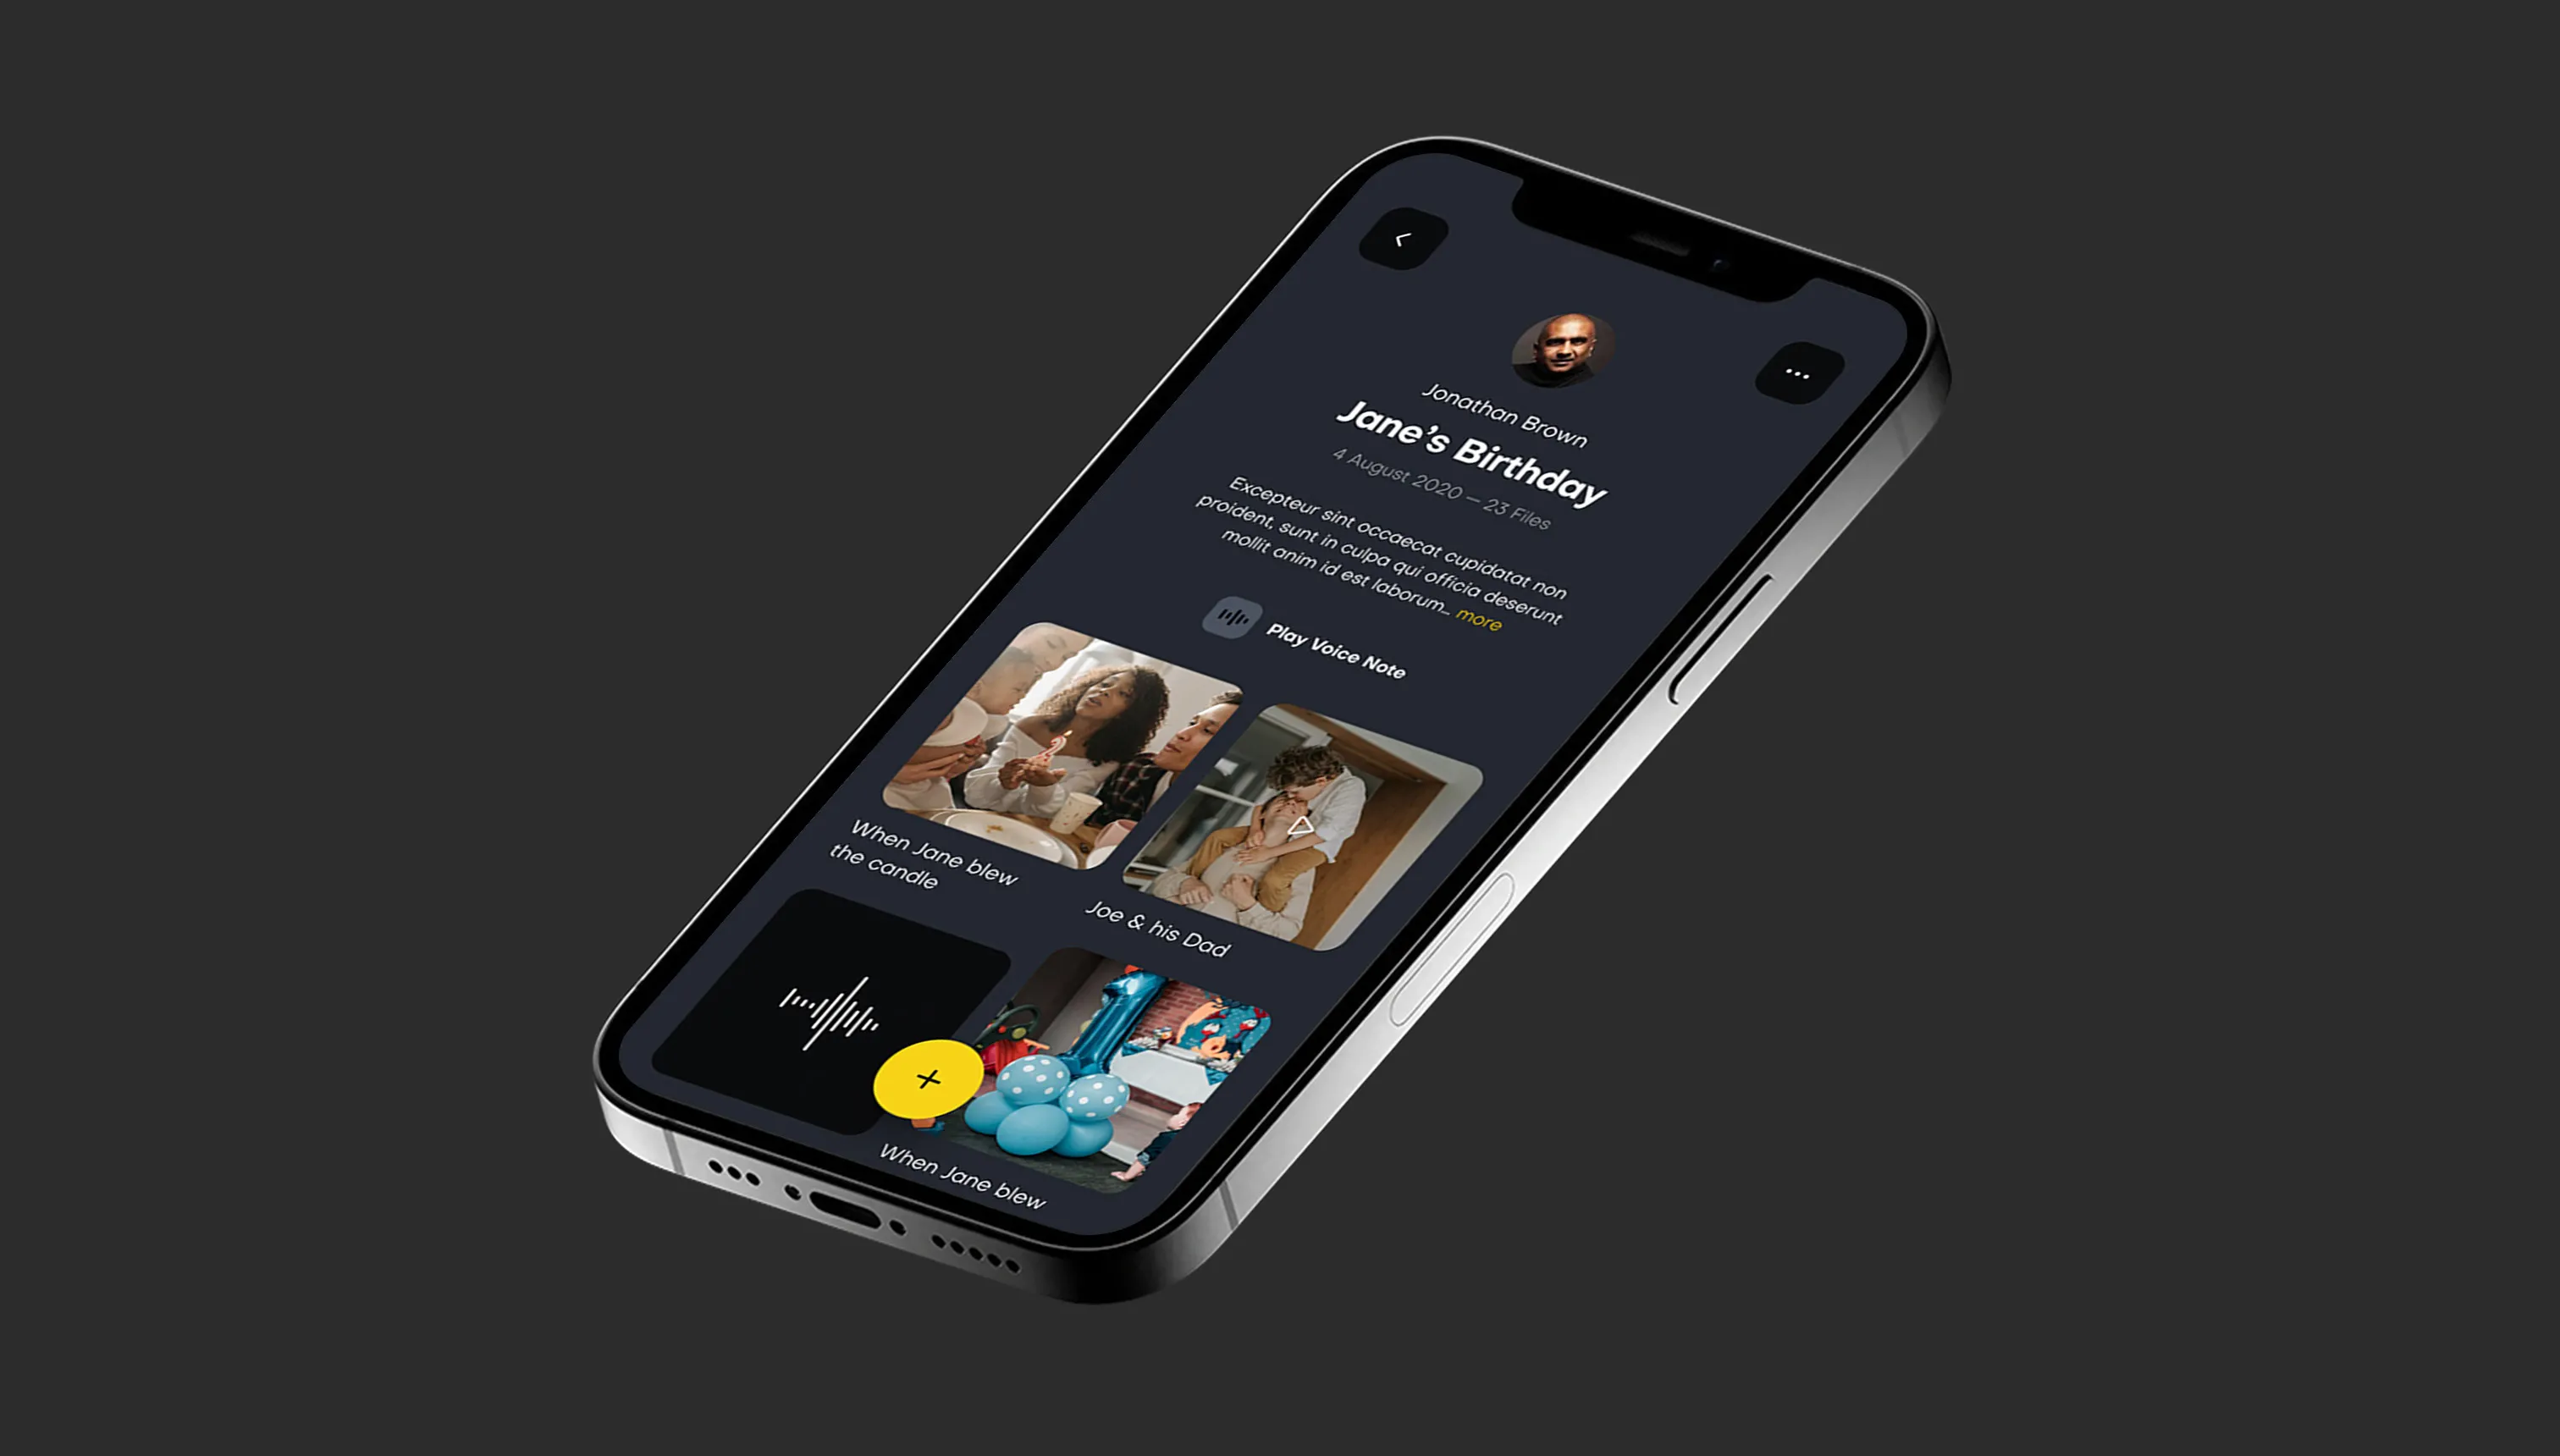 Jonathan Brown
Jane’s Birthday
4 August 2020 — 23 Files
Excepteur sint occaecat cupidatat non
proident, sunt in culpa qui officia deserunt
mollit anim id est laborum... more
Play Voice Note
When Jane blew
the candle
Joe & his Dad
When Jane blew